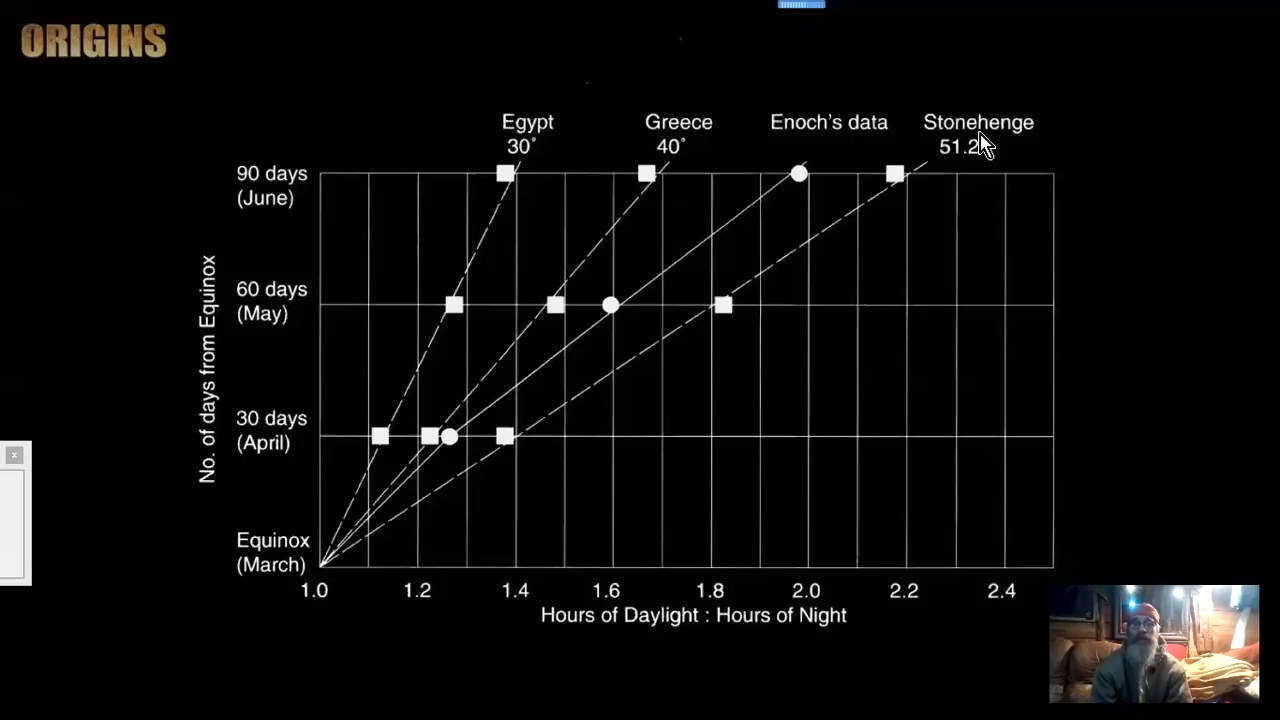 ORIGINS
Egypt
30°
Greece
40°
Enoch's data
Stonehenge
51.2
90 days
(June)
60 days
(May)
30 days
(April)
Equinox
(March)
No. of days from Equinox
1.0 1.2 1.4 1.6 1.8 2.0 2.2 2.4
Hours of Daylight : Hours of Night
x